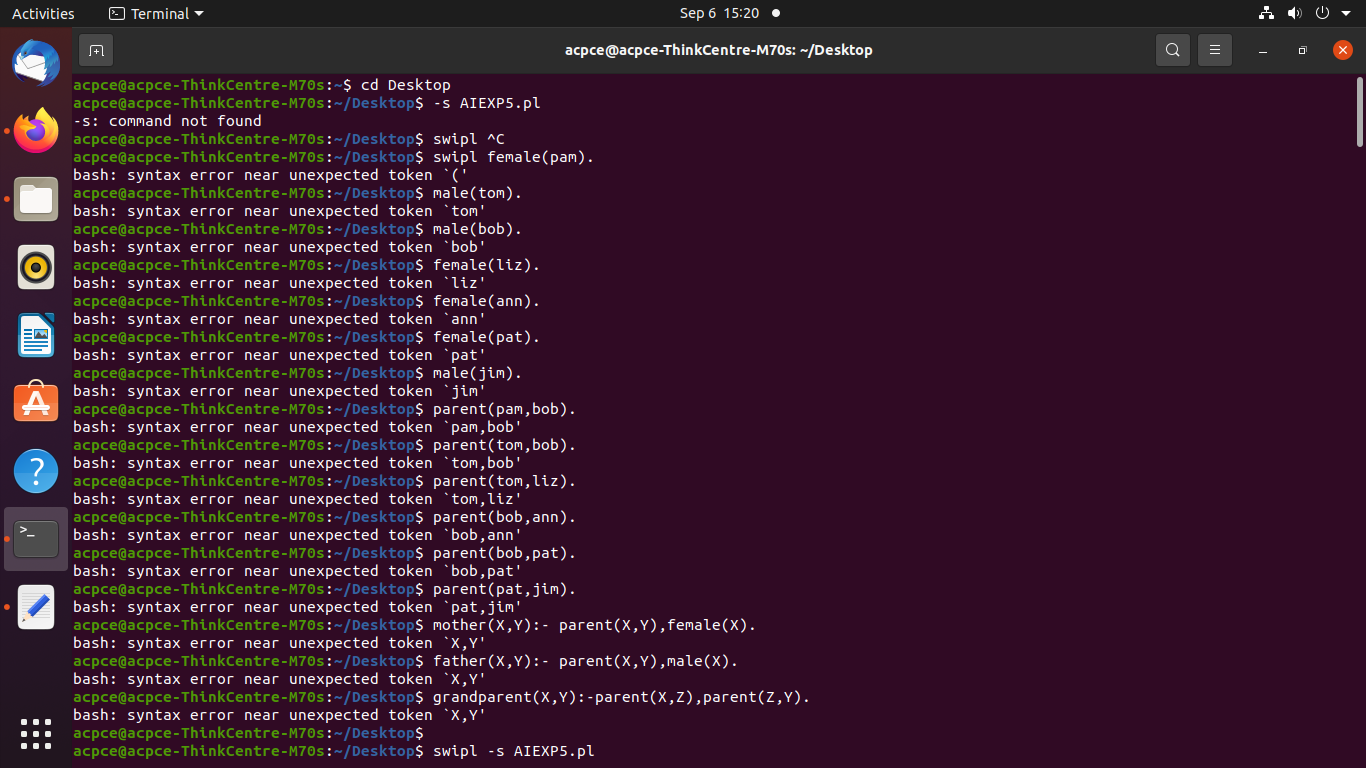 Activities
Terminal
Sep 6 15:20
acpce@acpce-ThinkCentre-M70s: ~/Desktop
acpce@acpce-ThinkCentre-M70s:~$ cd Desktop
acpce@acpce-ThinkCentre-M70s:~/Desktop$ -s AIEXP5.pl
-s: command not found
acpce@acpce-ThinkCentre-M70s:~/Desktop$ swipl ^C
acpce@acpce-ThinkCentre-M70s:~/Desktop$ swipl female(pam).
bash: syntax error near unexpected token `('
acpce@acpce-ThinkCentre-M70s:~/Desktop$ male(tom).
bash: syntax error near unexpected token `tom'
acpce@acpce-ThinkCentre-M70s:~/Desktop$ male(bob).
bash: syntax error near unexpected token `bob'
acpce@acpce-ThinkCentre-M70s:~/Desktop$ female(liz).
bash: syntax error near unexpected token `liz'
acpce@acpce-ThinkCentre-M70s:~/Desktop$ female(ann).
bash: syntax error near unexpected token `ann'
acpce@acpce-ThinkCentre-M70s:~/Desktop$ female(pat).
bash: syntax error near unexpected token `pat'
acpce@acpce-ThinkCentre-M70s:~/Desktop$ male(jim).
bash: syntax error near unexpected token `jim'
acpce@acpce-ThinkCentre-M70s:~/Desktop$ parent(pam,bob).
bash: syntax error near unexpected token `pam,bob'
acpce@acpce-ThinkCentre-M70s:~/Desktop$ parent(tom,bob).
bash: syntax error near unexpected token `tom,bob'
acpce@acpce-ThinkCentre-M70s:~/Desktop$ parent(tom,liz).
bash: syntax error near unexpected token `tom,liz'
acpce@acpce-ThinkCentre-M70s:~/Desktop$ parent(bob,ann).
bash: syntax error near unexpected token `bob,ann'
acpce@acpce-ThinkCentre-M70s:~/Desktop$ parent(bob,pat).
bash: syntax error near unexpected token `bob,pat'
acpce@acpce-ThinkCentre-M70s:~/Desktop$ parent(pat,jim).
bash: syntax error near unexpected token `pat,jim'
acpce@acpce-ThinkCentre-M70s:~/Desktop$ mother(X,Y):- parent(X,Y),female(X).
bash: syntax error near unexpected token `X,Y'
acpce@acpce-ThinkCentre-M70s:~/Desktop$ father(X,Y):- parent(X,Y),male(X).
bash: syntax error near unexpected token `X,Y'
acpce@acpce-ThinkCentre-M70s:~/Desktop$ grandparent(X,Y):-parent(X,Z),parent(Z,Y).
bash: syntax error near unexpected token `X,Y'
acpce@acpce-ThinkCentre-M70s:~/Desktop$
acpce@acpce-ThinkCentre-M70s:~/Desktop$ swipl -s AIEXP5.pl